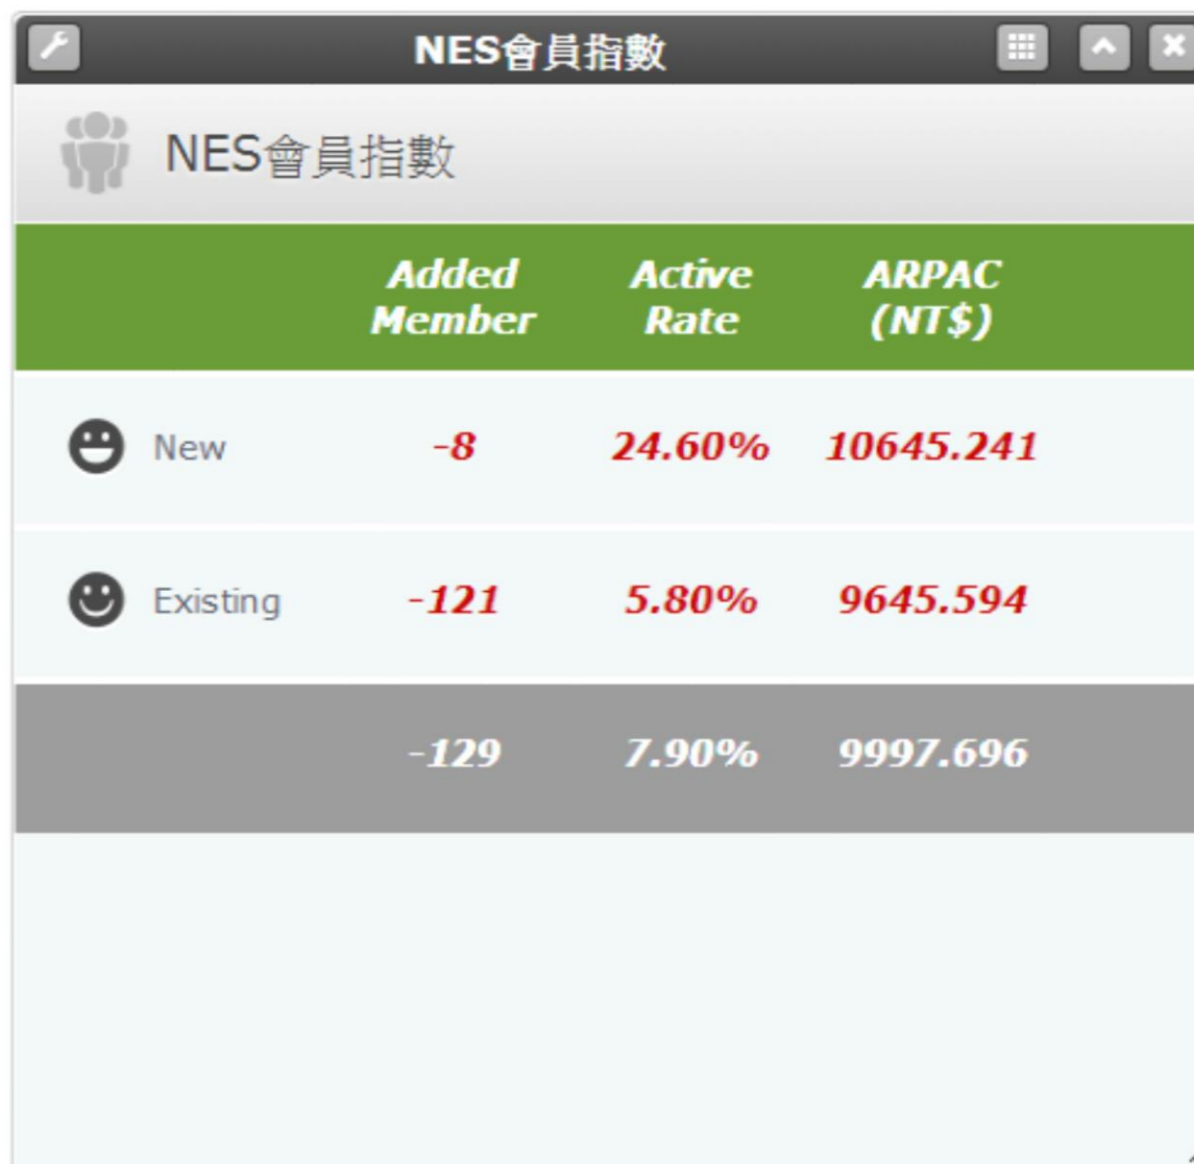 NES會員指數
NES會員指數
Added Member Active Rate ARPAC (NT$)
New -8 24.60% 10645.241
Existing -121 5.80% 9645.594
-129 7.90% 9997.696